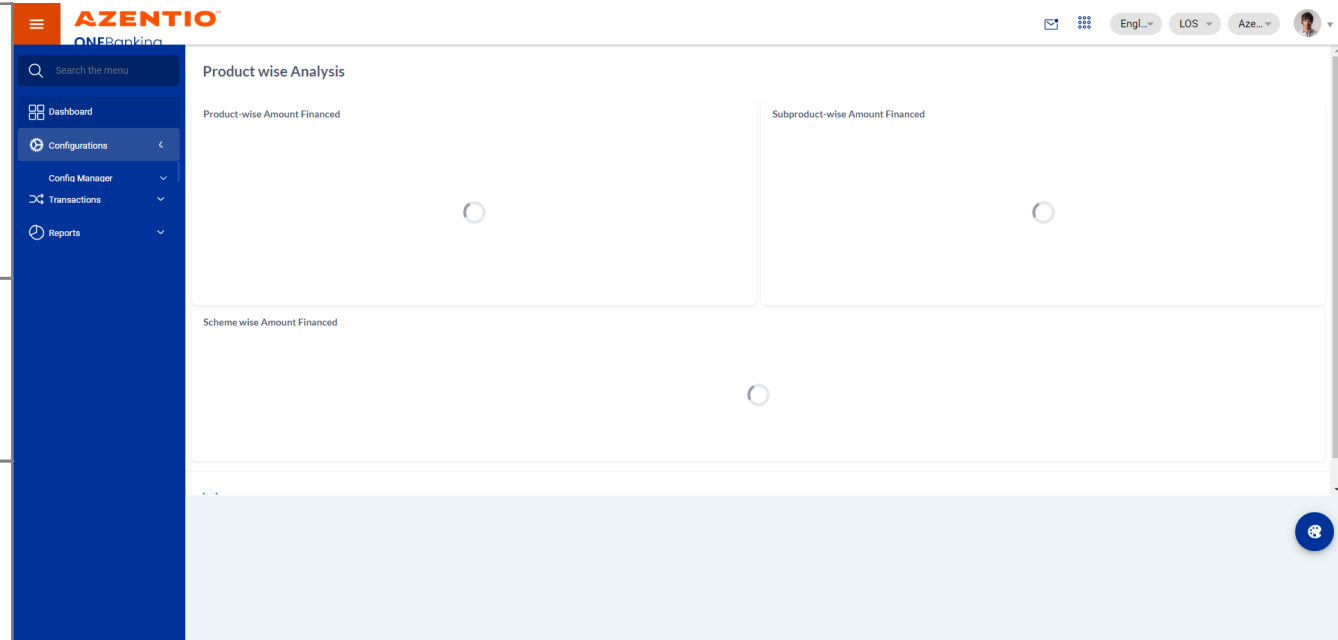 AZENTIO™
ONEBanking
Engl...
LOS
Aze...
Search the menu
Dashboard
Configurations
Config Manager
Transactions
Reports
Product wise Analysis
Product-wise Amount Financed
Subproduct-wise Amount Financed
Scheme wise Amount Financed